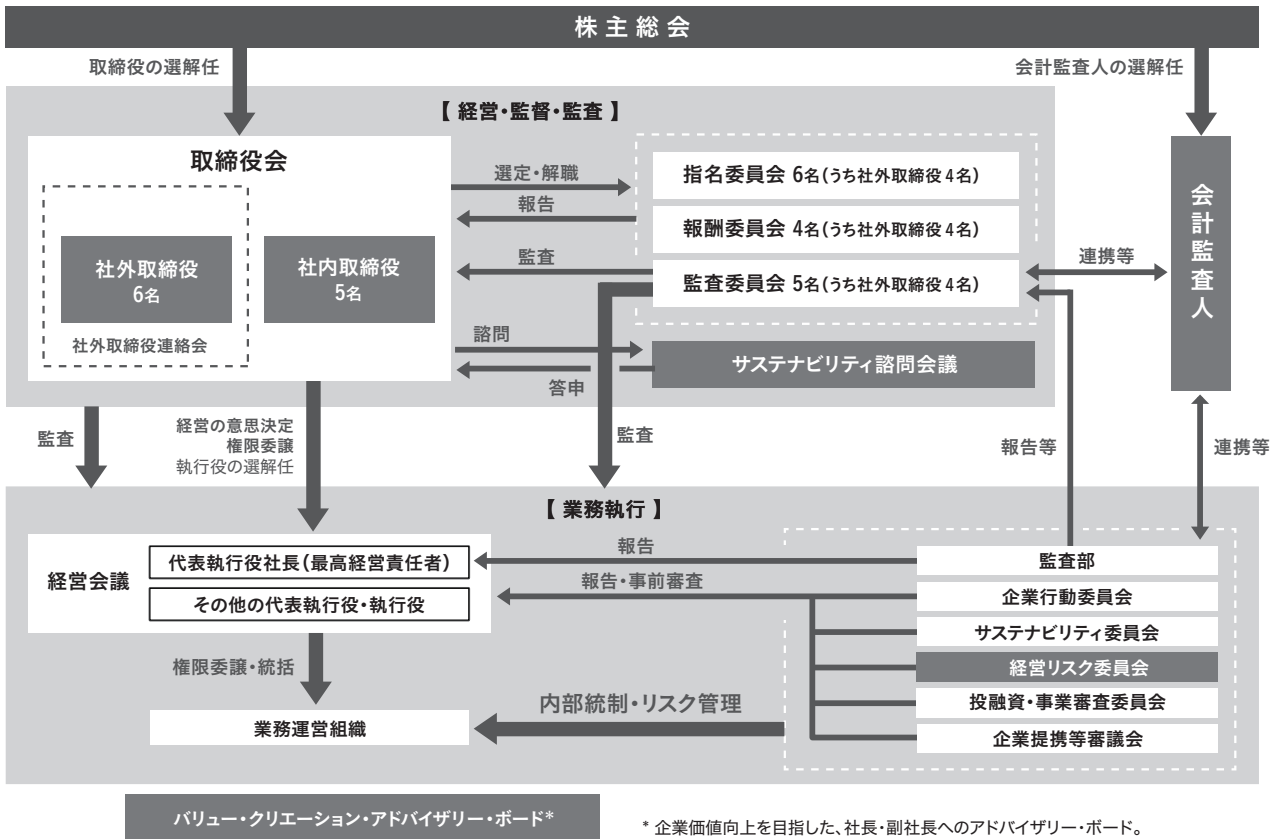 株主総会
取締役の選解任
会計監査人の選解任
【 経営・監督・監査 】
取締役会
社外取締役
6名
社内取締役
5名
社外取締役連絡会
選定・解職
報告
監査
諮問
答申
指名委員会 6名(うち社外取締役 4名)
報酬委員会 4名(うち社外取締役 4名)
監査委員会 5名(うち社外取締役 4名)
サステナビリティ諮問会議
連携等
会計監査人
監査
経営の意思決定
権限委譲
執行役の選解任
監査
報告等
連携等
【 業務執行 】
経営会議
代表執行役社長(最高経営責任者)
その他の代表執行役・執行役
報告
報告・事前審査
監査部
企業行動委員会
サステナビリティ委員会
経営リスク委員会
投融資・事業審査委員会
企業提携等審議会
権限委譲・統括
内部統制・リスク管理
業務運営組織
バリュー・クリエーション・アドバイザリー・ボード*
* 企業価値向上を目指した、社長・副社長へのアドバイザリー・ボード。